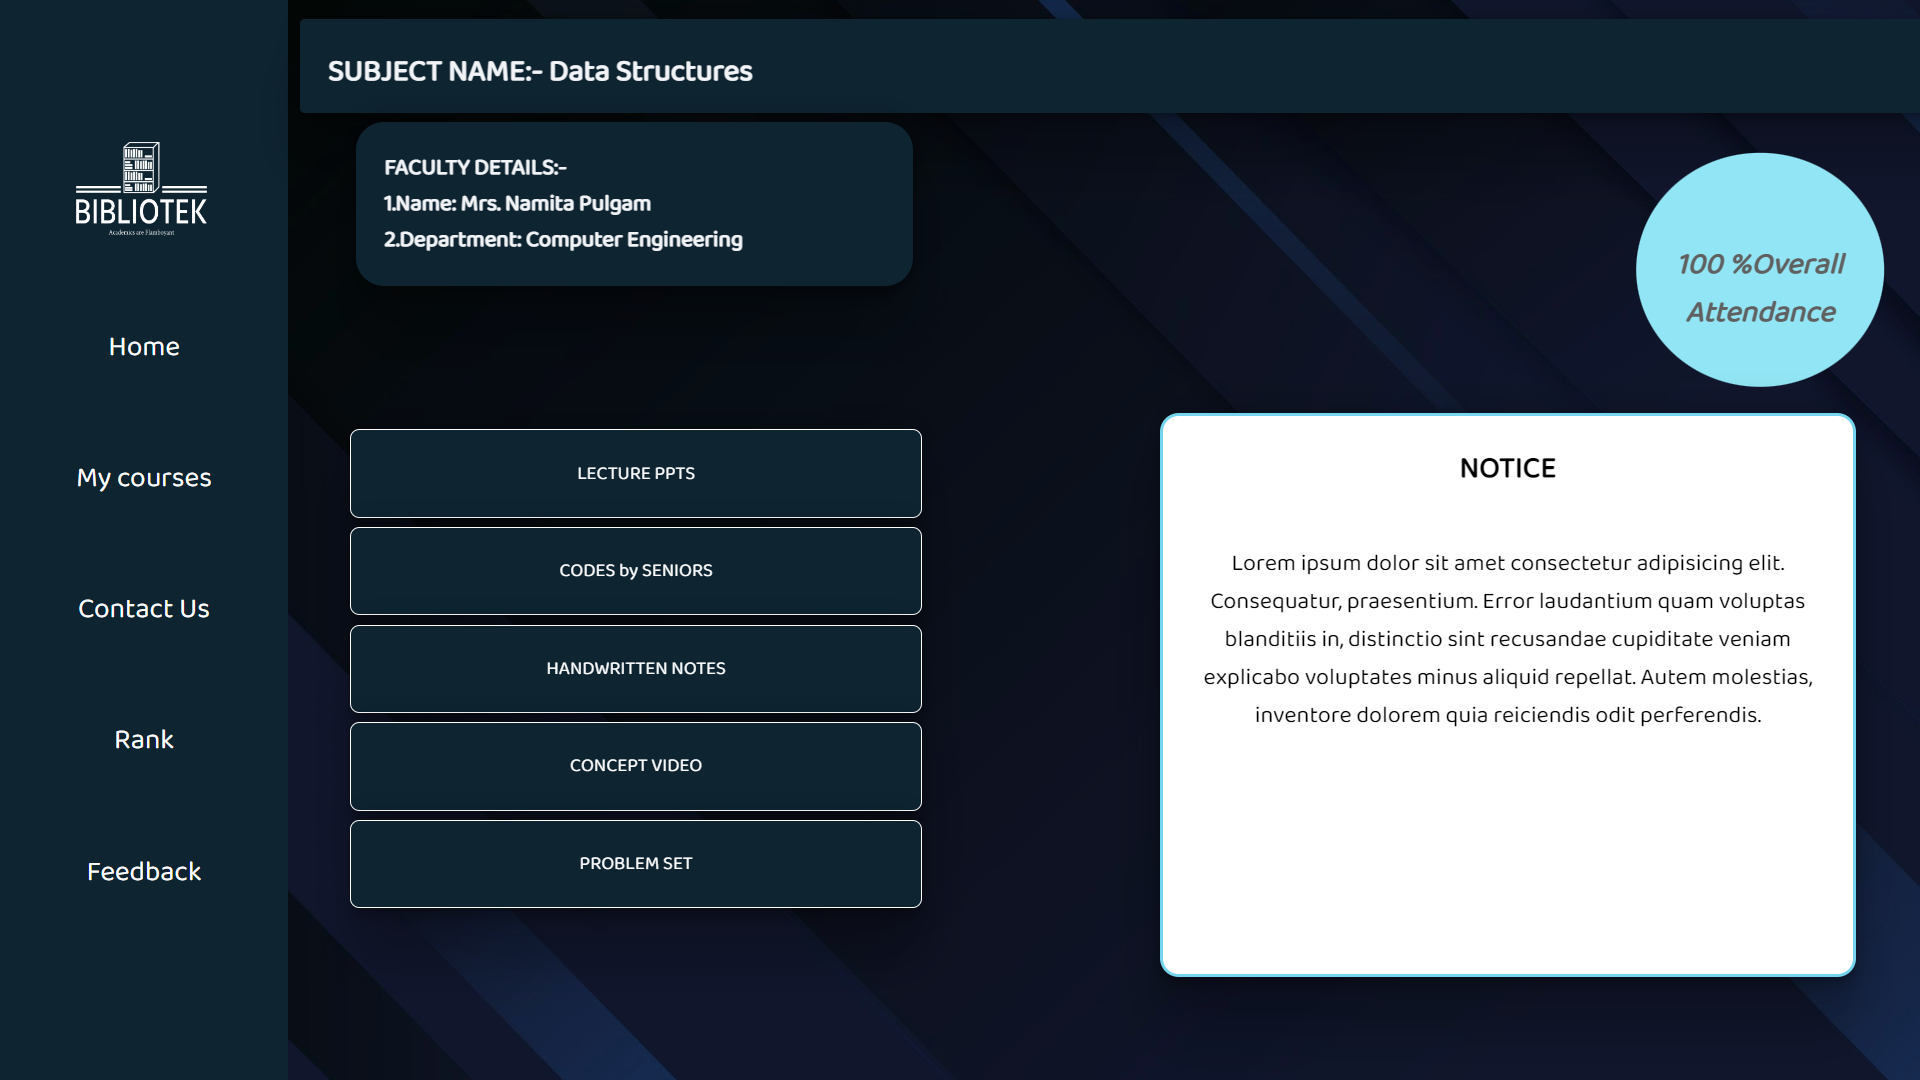 SUBJECT NAME:- Data Structures
BIBLIOTEK
Academics are Flamboyant
Home
My courses
Contact Us
Rank
Feedback
FACULTY DETAILS:-
1.Name: Mrs. Namita Pulgam
2.Department: Computer Engineering
100 %Overall
Attendance
LECTURE PPTS
CODES by SENIORS
HANDWRITTEN NOTES
CONCEPT VIDEO
PROBLEM SET
NOTICE
Lorem ipsum dolor sit amet consectetur adipisicing elit.
Consequatur, praesentium. Error laudantium quam voluptas
blanditiis in, distinctio sint recusandae cupiditate veniam
explicabo voluptates minus aliquid repellat. Autem molestias,
inventore dolorem quia reiciendis odit perferendis.